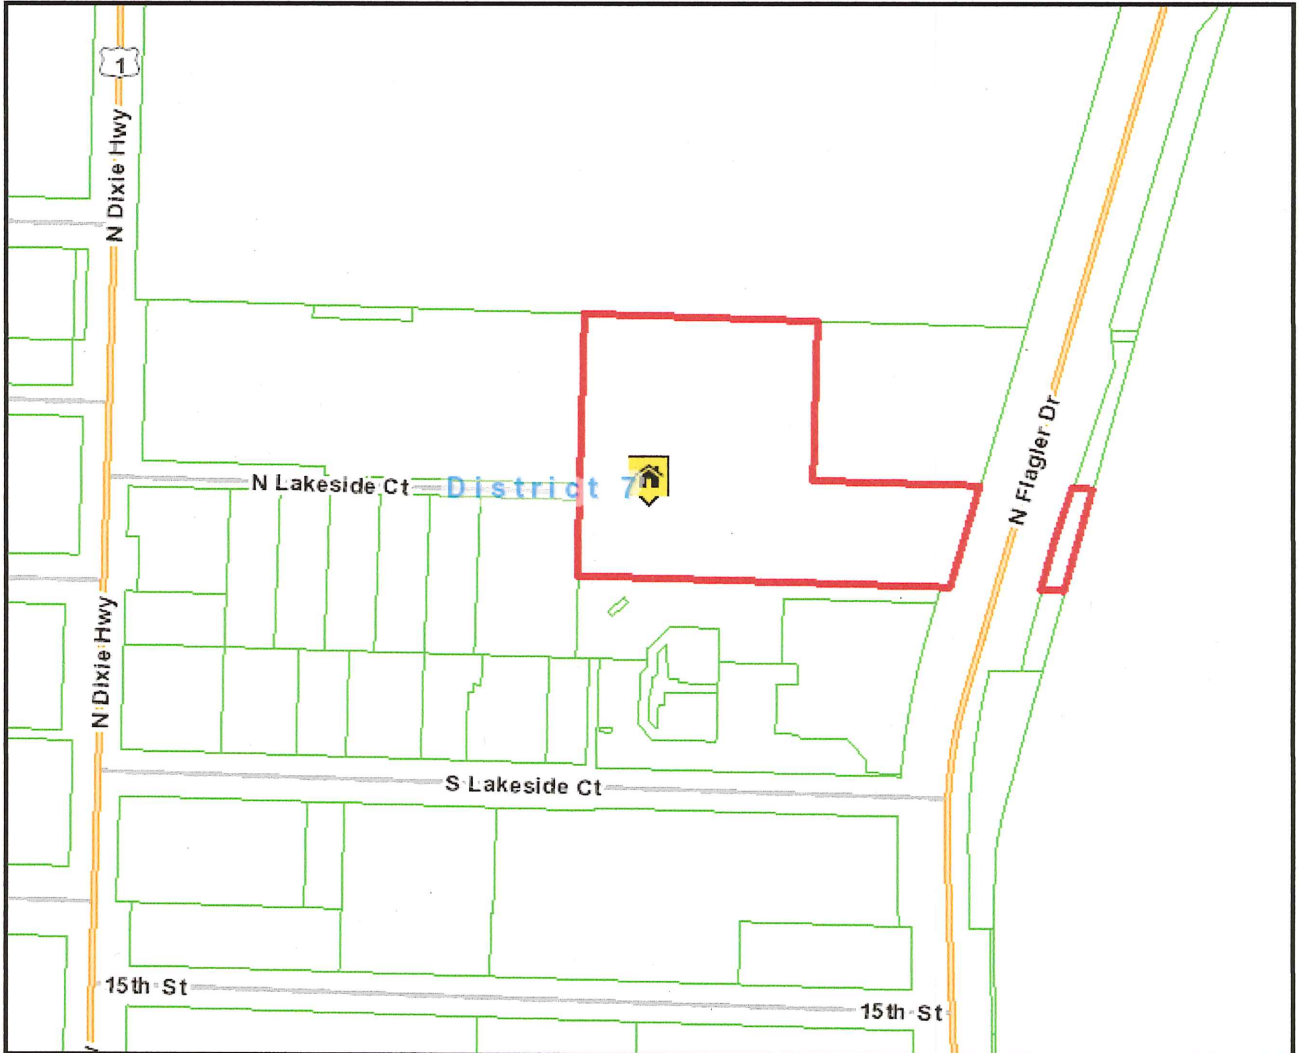 1
N Dixie Hwy
N Flagler Dr
N Lakeside Ct
District 7
N Dixie Hwy
S Lakeside Ct
15th St
15th St